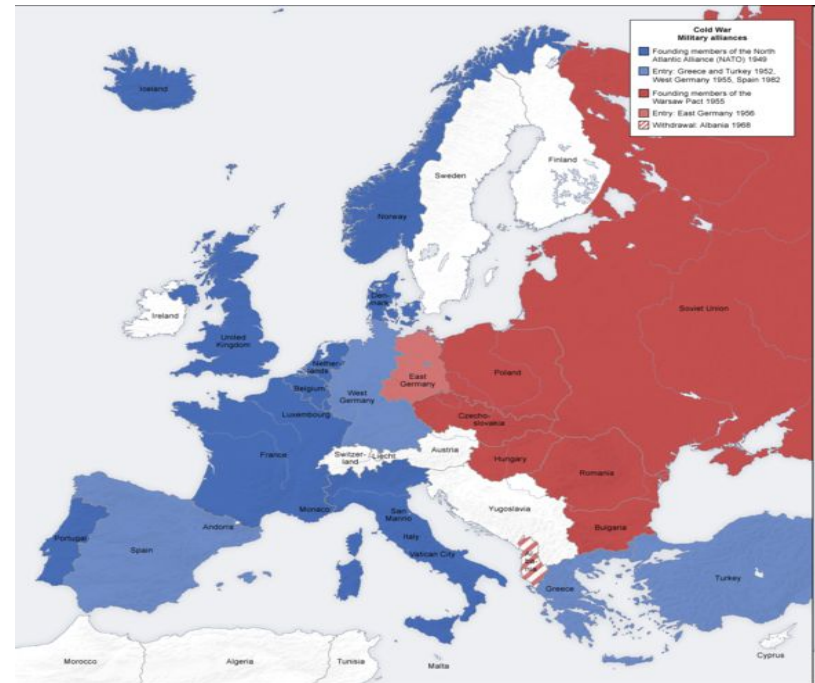 Cold War
Military alliances
Founding members of the North
Atlantic Alliance (NATO) 1949
Entry: Greece and Turkey 1952,
West Germany 1955, Spain 1982
Founding members of the
Warsaw Pact 1955
Entry: East Germany 1956
Withdrawal: Albania 1968
Iceland
Finland
Sweden
Norway
Soviet Union
Den-
mark
Ireland
United
Kingdom
Nether-
lands
Belgium
East
Germany
Poland
West
Germany
Luxembourg
Czecho-
slovakia
France
Switzer-
land
Liecht
Austria
Hungary
Romania
Monaco
San
Marino
Yugoslavia
Andorra
Bulgaria
Portugal
Spain
Italy
Vatican City
Greece
Turkey
Morocco
Algeria
Tunisia
Malta
Cyprus